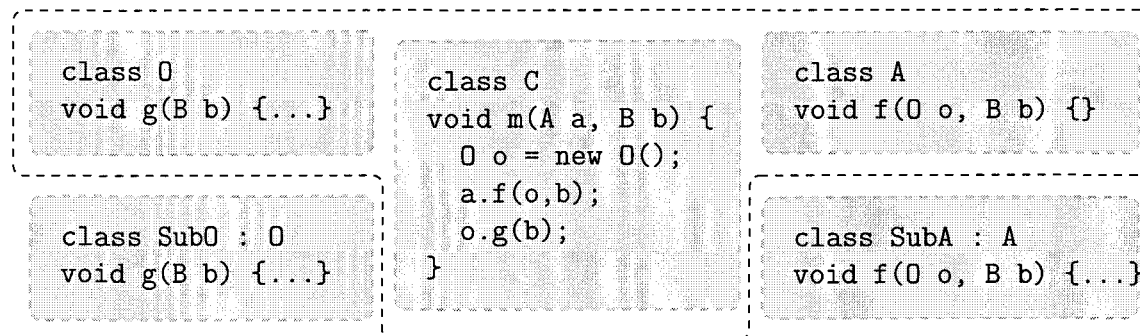 class O
void g(B b) {...}
class C
void m(A a, B b) {
  O o = new O();
  a.f(o,b);
  o.g(b);
}
class A
void f(O o, B b) {}
class SubO : O
void g(B b) {...}
class SubA : A
void f(O o, B b) {...}